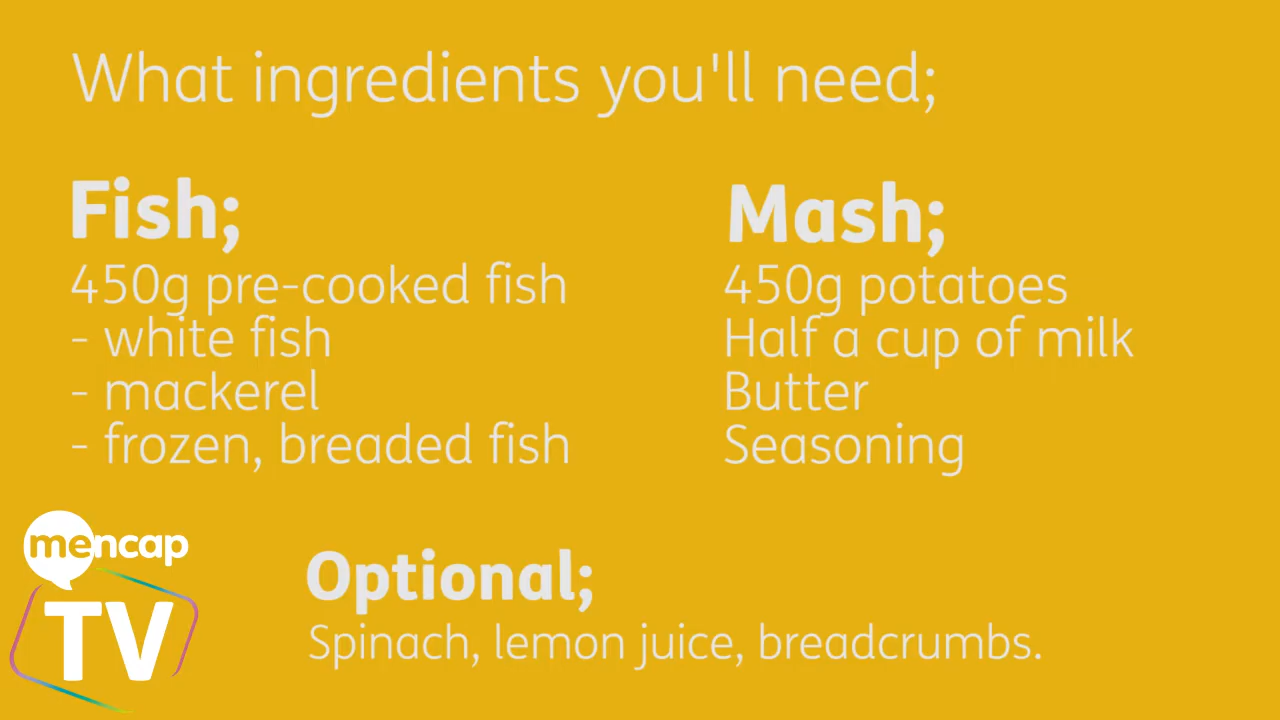 What ingredients you'll need;
Fish;
450g pre-cooked fish
- white fish
- mackerel
- frozen, breaded fish
Mash;
450g potatoes
Half a cup of milk
Butter
Seasoning
Optional;
Spinach, lemon juice, breadcrumbs.
mencap
TV